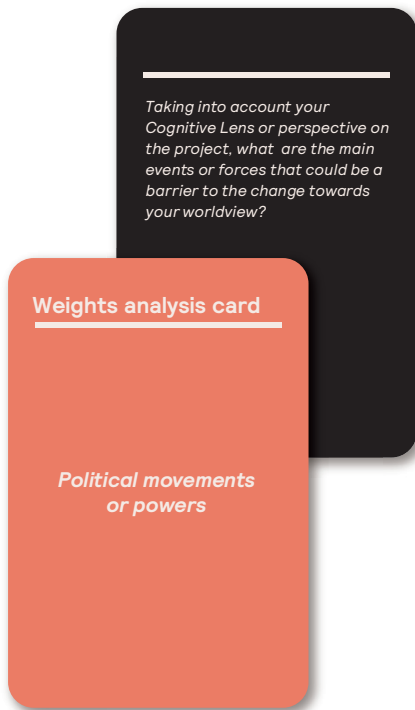 Taking into account your
Cognitive Lens or perspective on
the project, what are the main
events or forces that could be a
barrier to the change towards
your worldview?
Weights analysis card
Political movements
or powers